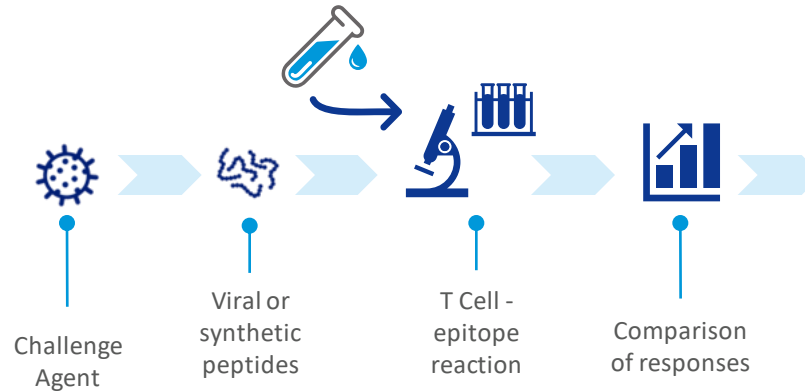 Challenge
Agent
Viral or
synthetic
peptides
T Cell -
epitope
reaction
Comparison
of responses